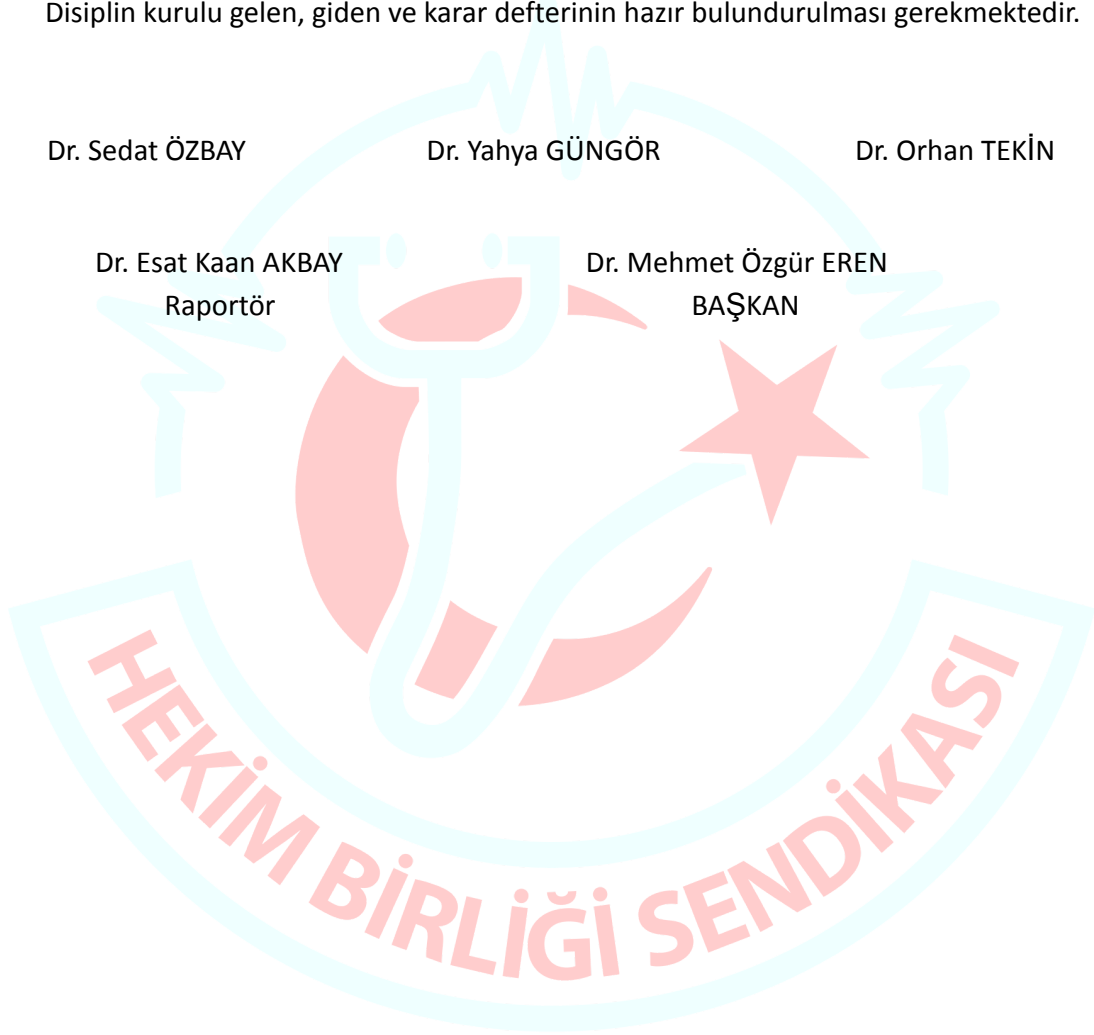 Disiplin kurulu gelen, giden ve karar defterinin hazır bulundurulması gerekmektedir.
Dr. Sedat ÖZBAY Dr. Yahya GÜNGÖR Dr. Orhan TEKİN
Dr. Esat Kaan AKBAY Dr. Mehmet Özgür EREN
Raportör BAŞKAN
HEKİM BİRLİĞİ SENDİKASI